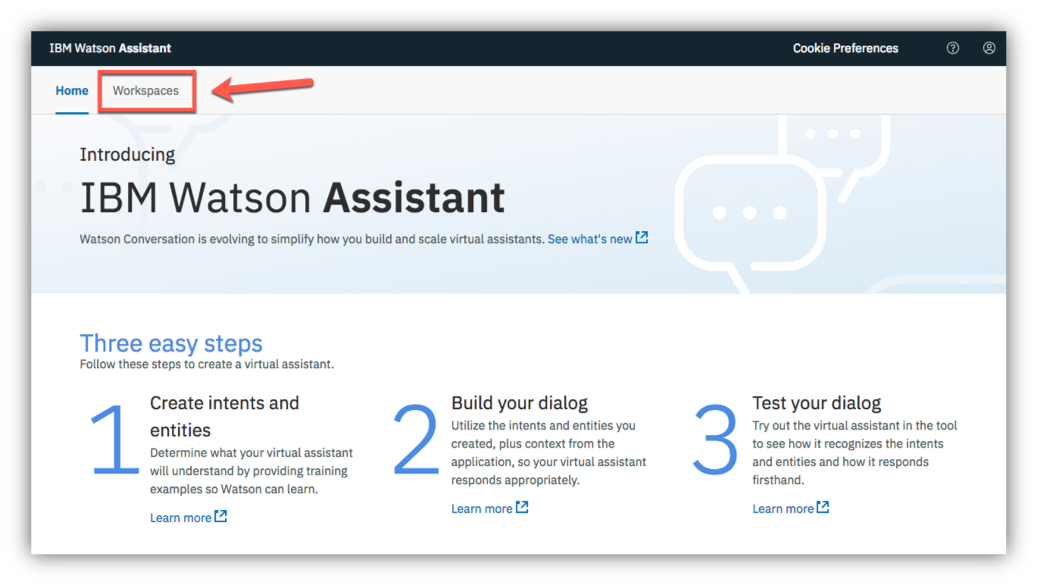 IBM Watson Assistant
Cookie Preferences
Home
Workspaces
Introducing
IBM Watson Assistant
Watson Conversation is evolving to simplify how you build and scale virtual assistants. See what's new
Three easy steps
Follow these steps to create a virtual assistant.
1
Create intents and
entities
Determine what your virtual assistant
will understand by providing training
examples so Watson can learn.
Learn more
2
Build your dialog
Utilize the intents and entities you
created, plus context from the
application, so your virtual assistant
responds appropriately.
Learn more
3
Test your dialog
Try out the virtual assistant in the tool
to see how it recognizes the intents
and entities and how it responds
firsthand.
Learn more